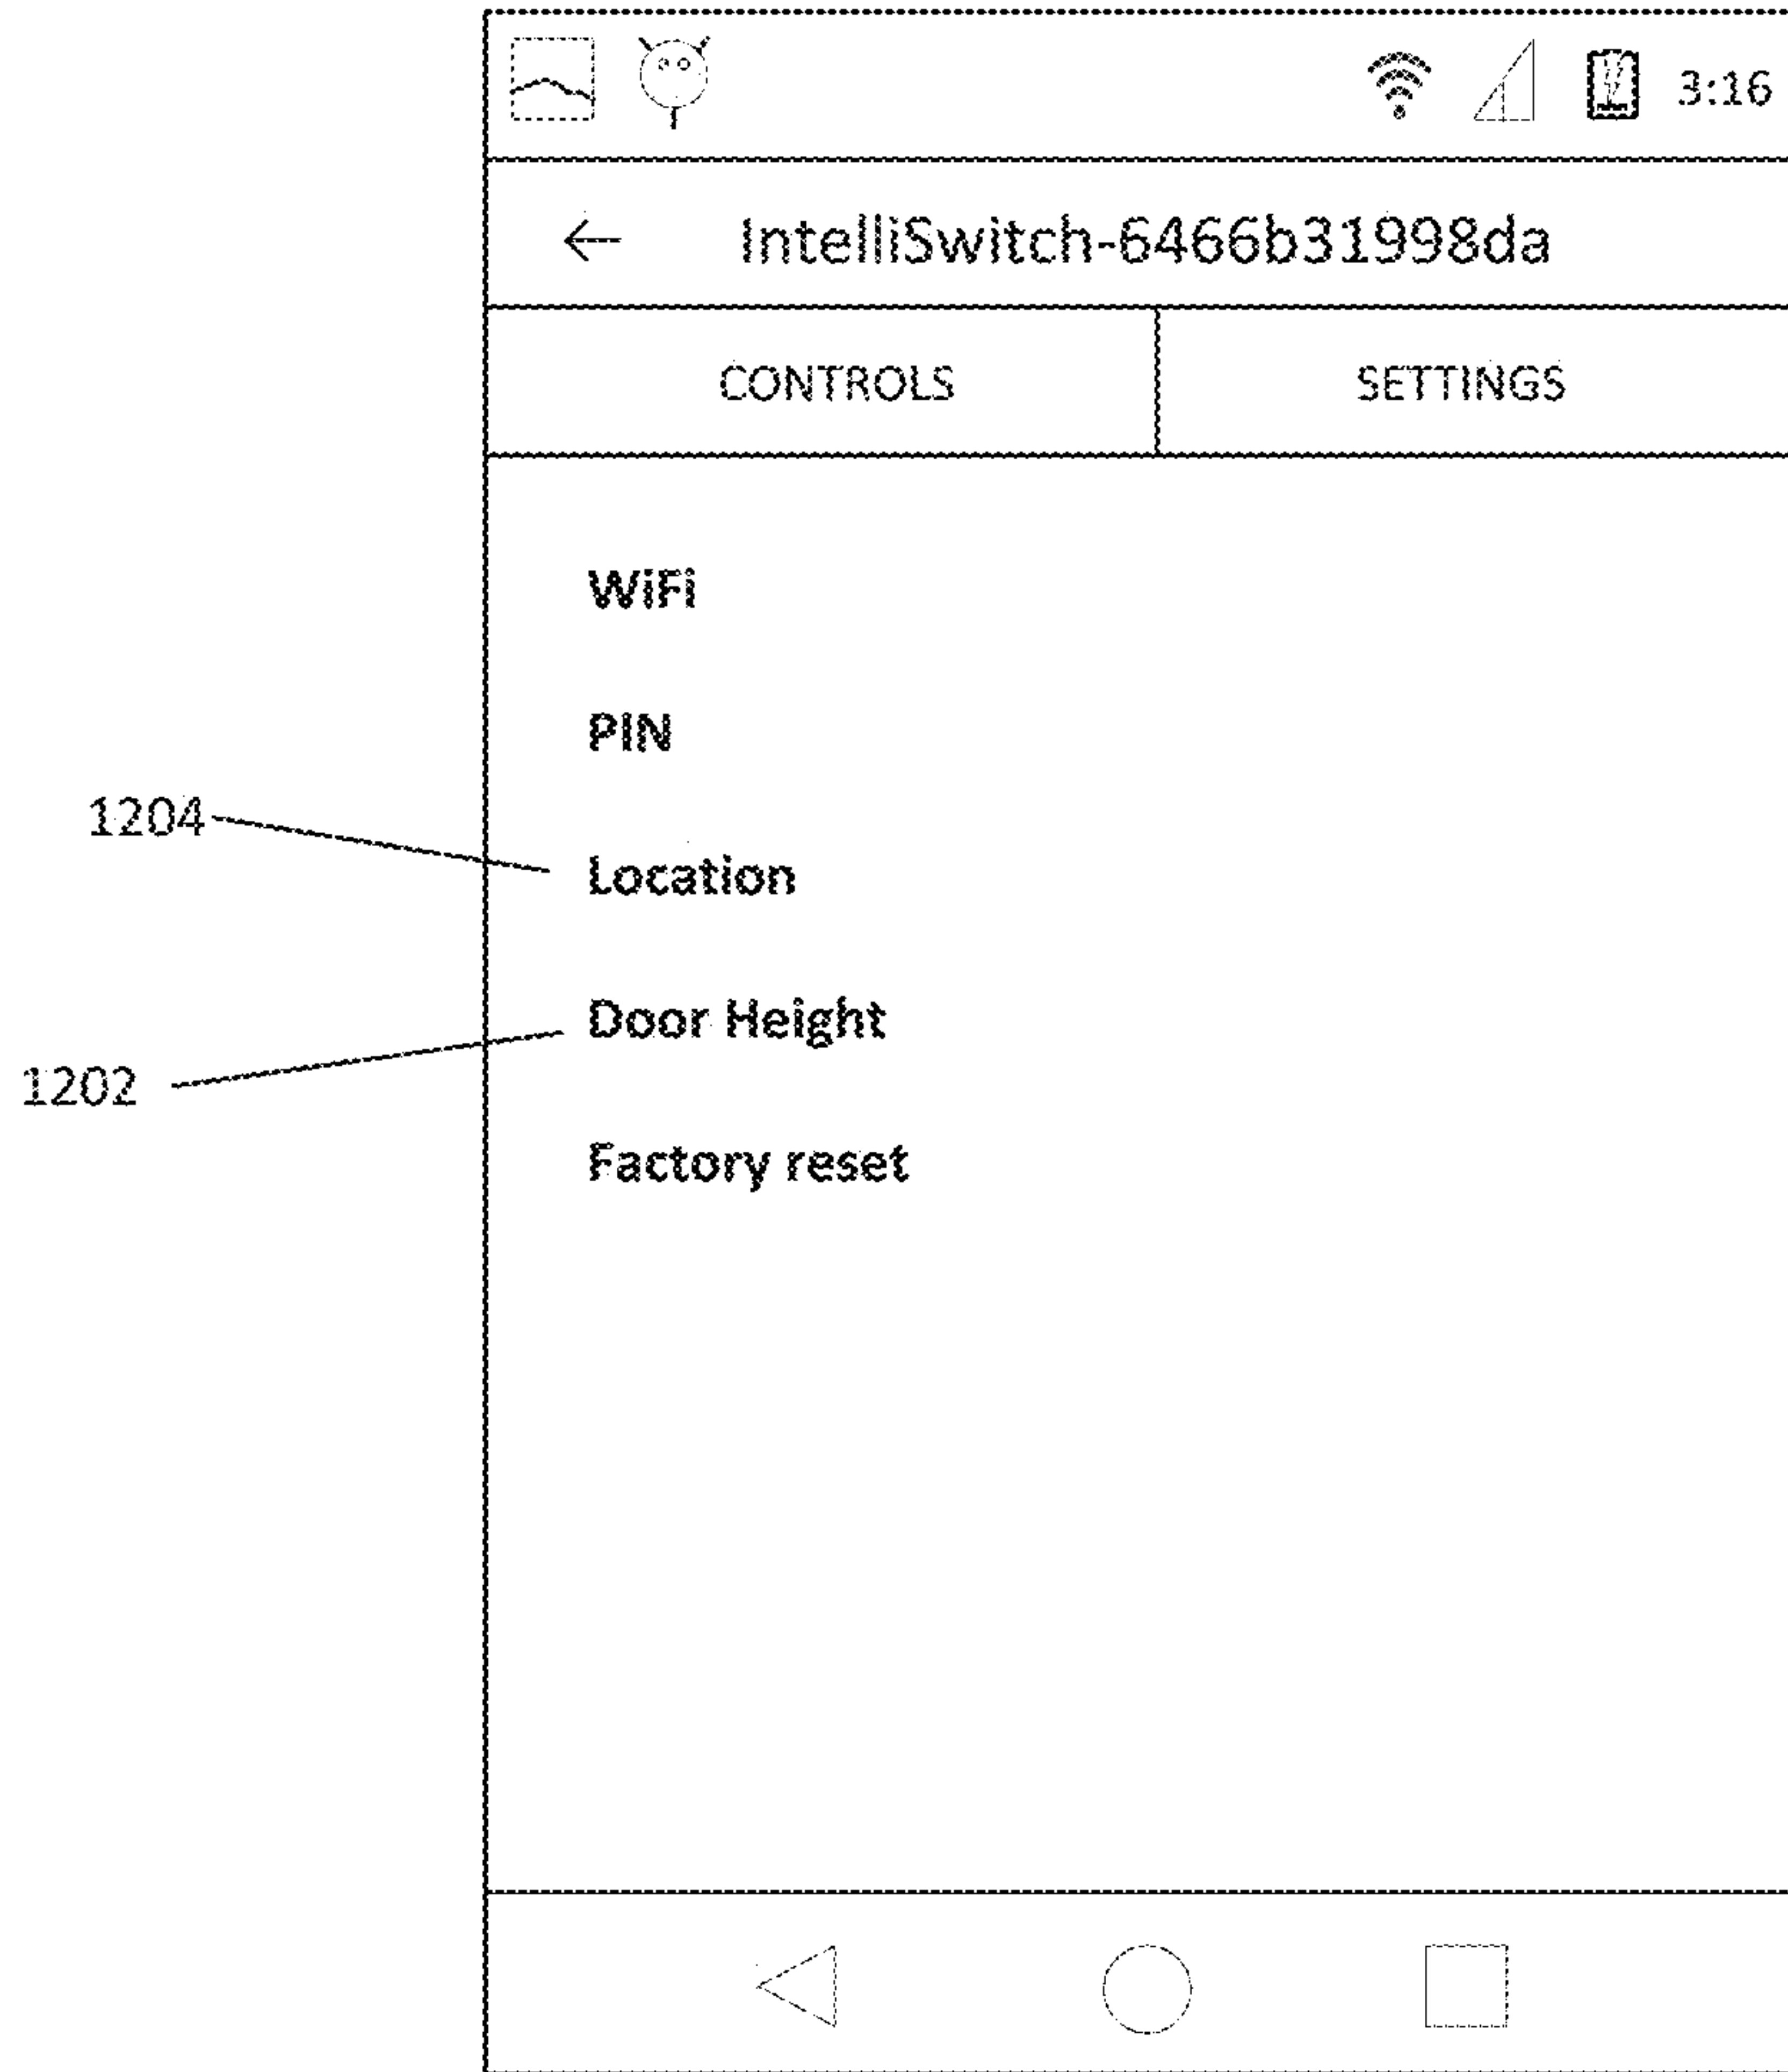 3:16
IntelliSwitch-6466b31998da
CONTROLS SETTINGS
WiFi
PIN
1204
Location
Door Height
1202
Factory reset